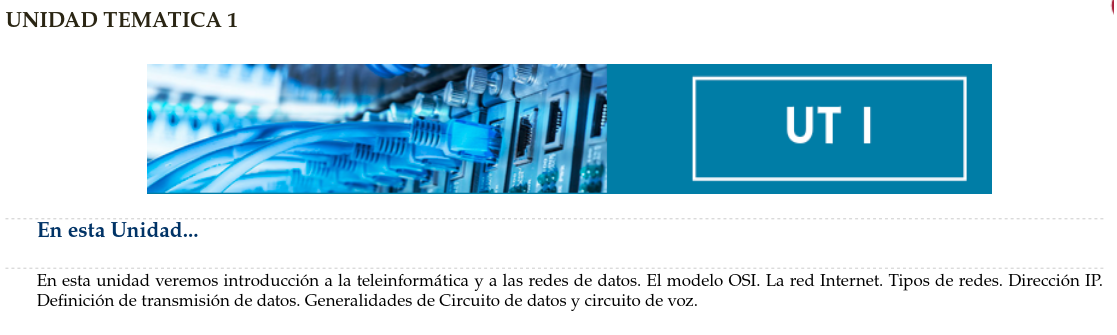 UNIDAD TEMATICA 1
UT I
En esta Unidad...
En esta unidad veremos introducción a la teleinformática y a las redes de datos. El modelo OSI. La red Internet. Tipos de redes. Dirección IP.
Definición de transmisión de datos. Generalidades de Circuito de datos y circuito de voz.